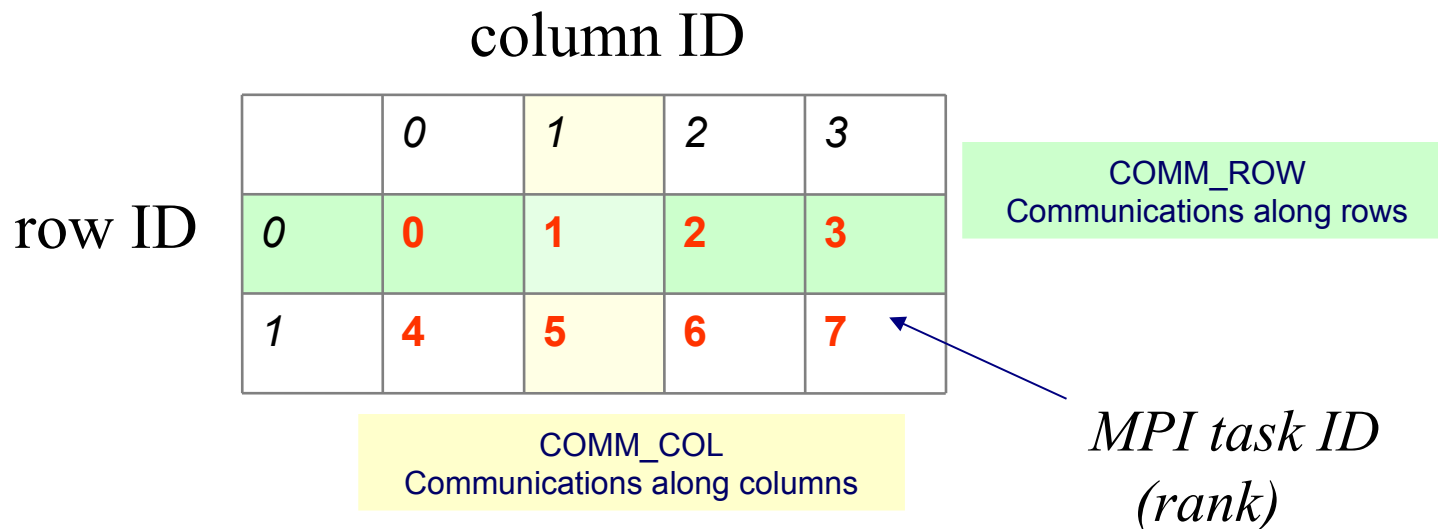 column ID
0 1 2 3
COMM_ROW
Communications along rows
row ID
0 0 1 2 3
1 4 5 6 7
COMM_COL
Communications along columns
MPI task ID
(rank)